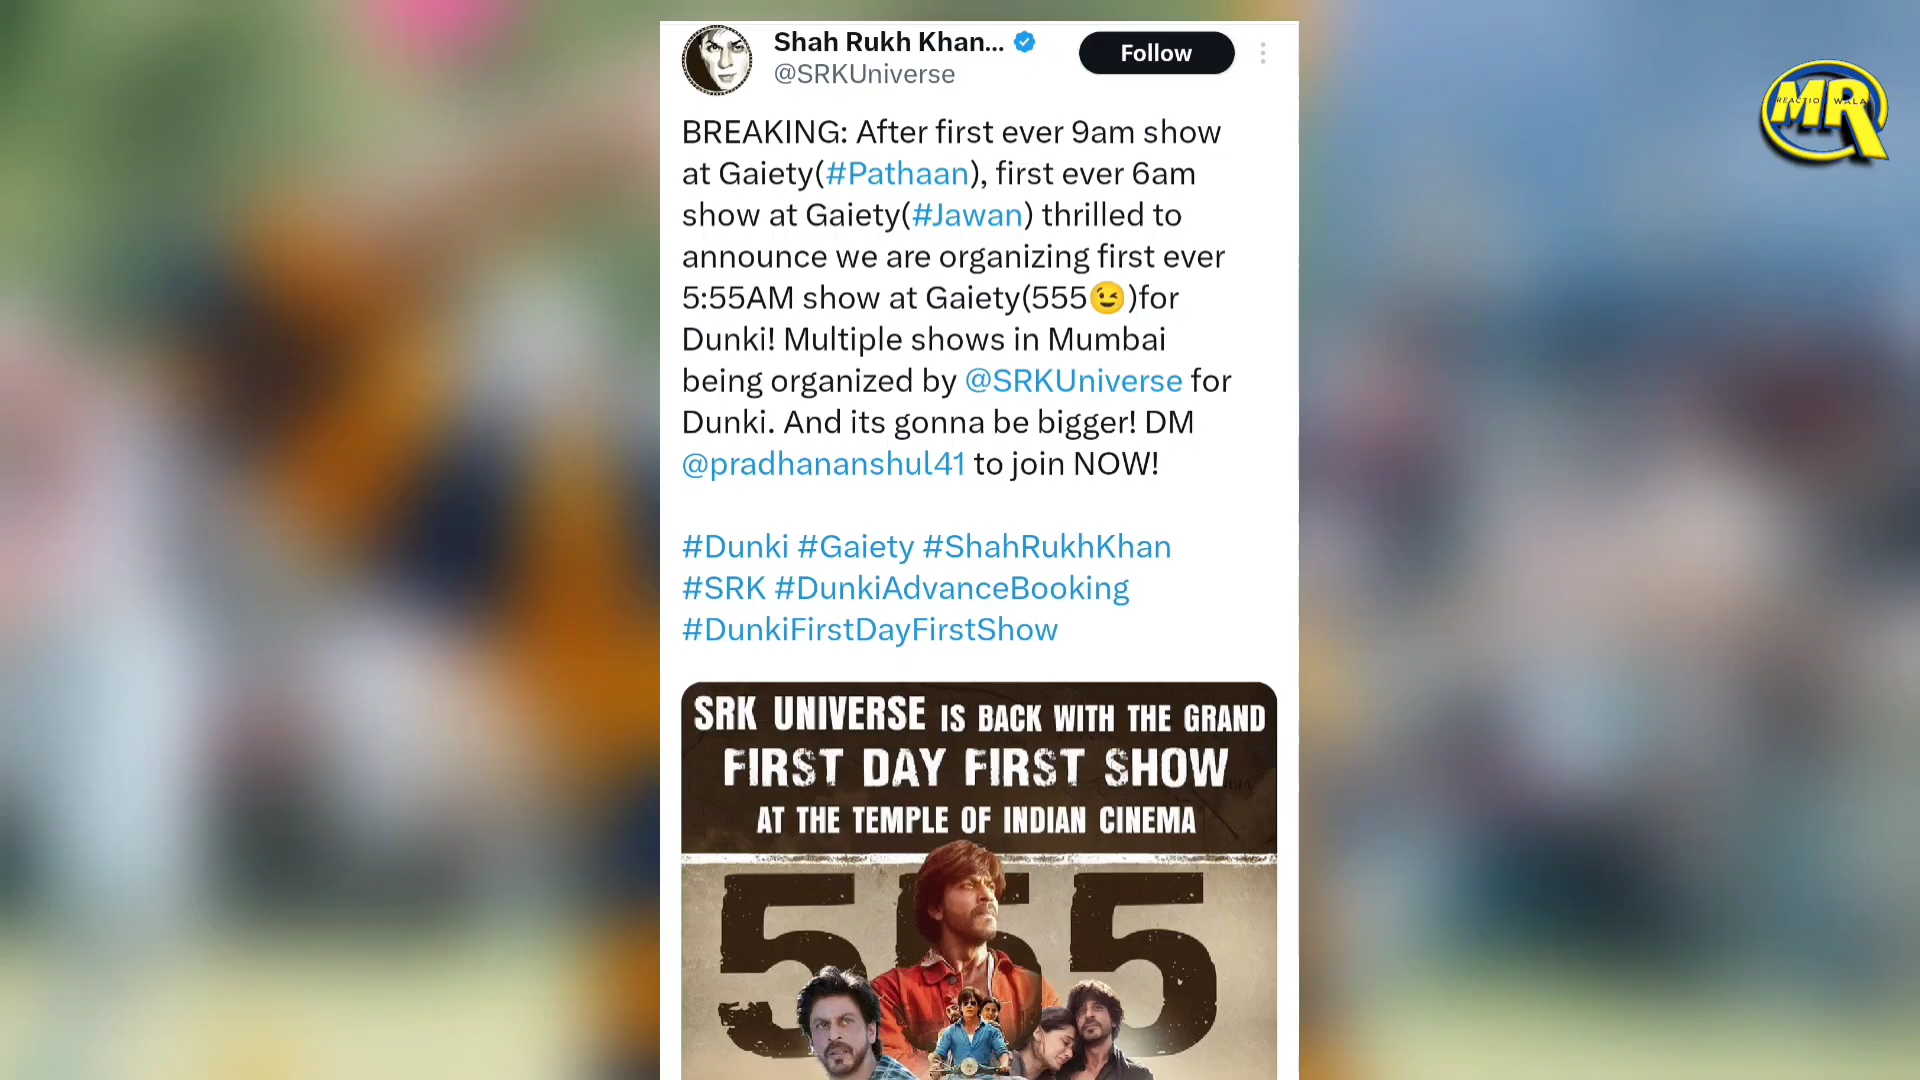 Shah Rukh Khan...
@SRKUniverse
Follow
MR
REACTION WALA
BREAKING: After first ever 9am show
at Gaiety(#Pathaan), first ever 6am
show at Gaiety(#Jawan) thrilled to
announce we are organizing first ever
5:55AM show at Gaiety(555😉)for
Dunki! Multiple shows in Mumbai
being organized by @SRKUniverse for
Dunki. And its gonna be bigger! DM
@pradhananshul41 to join NOW!
#Dunki #Gaiety #ShahRukhKhan
#SRK #DunkiAdvanceBooking
#DunkiFirstDayFirstShow
SRK UNIVERSE IS BACK WITH THE GRAND
FIRST DAY FIRST SHOW
AT THE TEMPLE OF INDIAN CINEMA
555